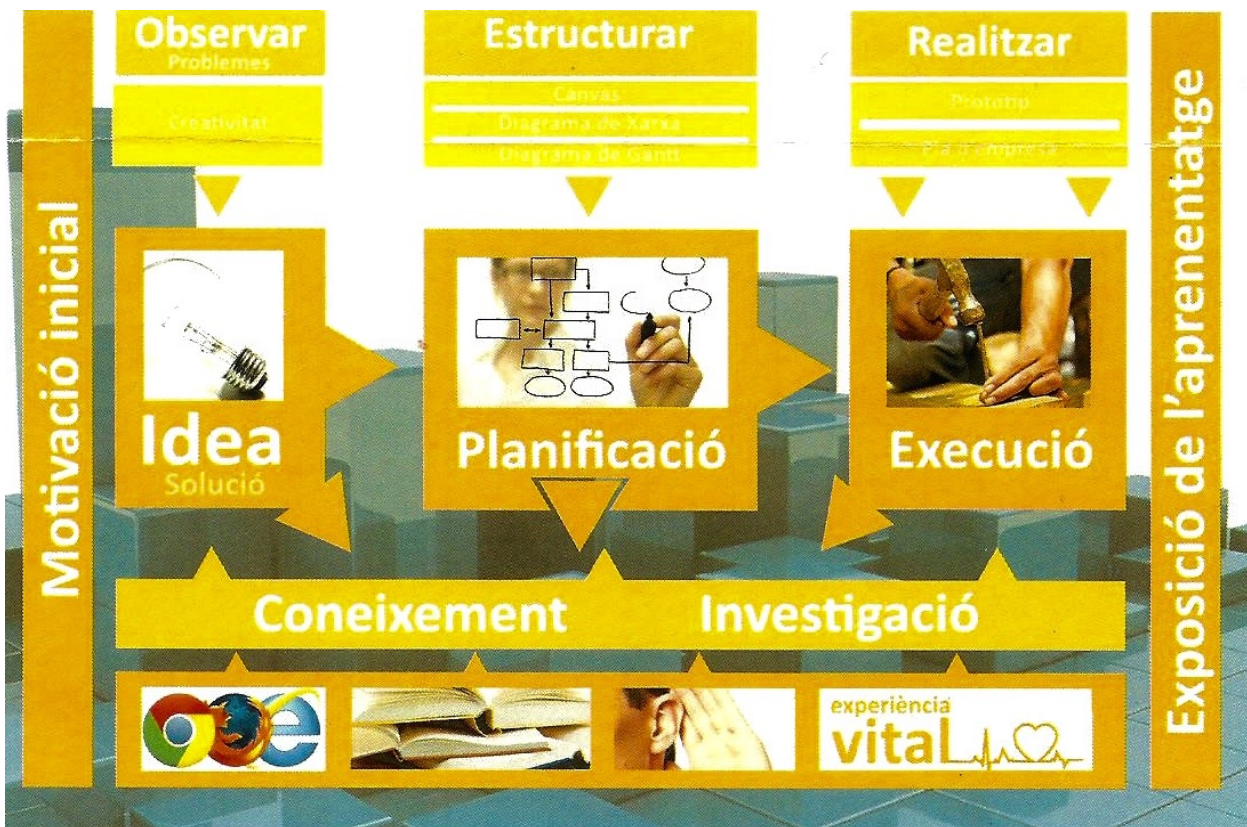 Motivació inicial
Observar
Problemes
Creativitat
Estructurar
Canvas
Diagrama de Xarxa
Diagrama de Gantt
Realitzar
Prototip
Pla d'empresa
Idea
Solució
Planificació
Execució
Coneixement Investigació
experiència
vital
Exposició de l'aprenentatge